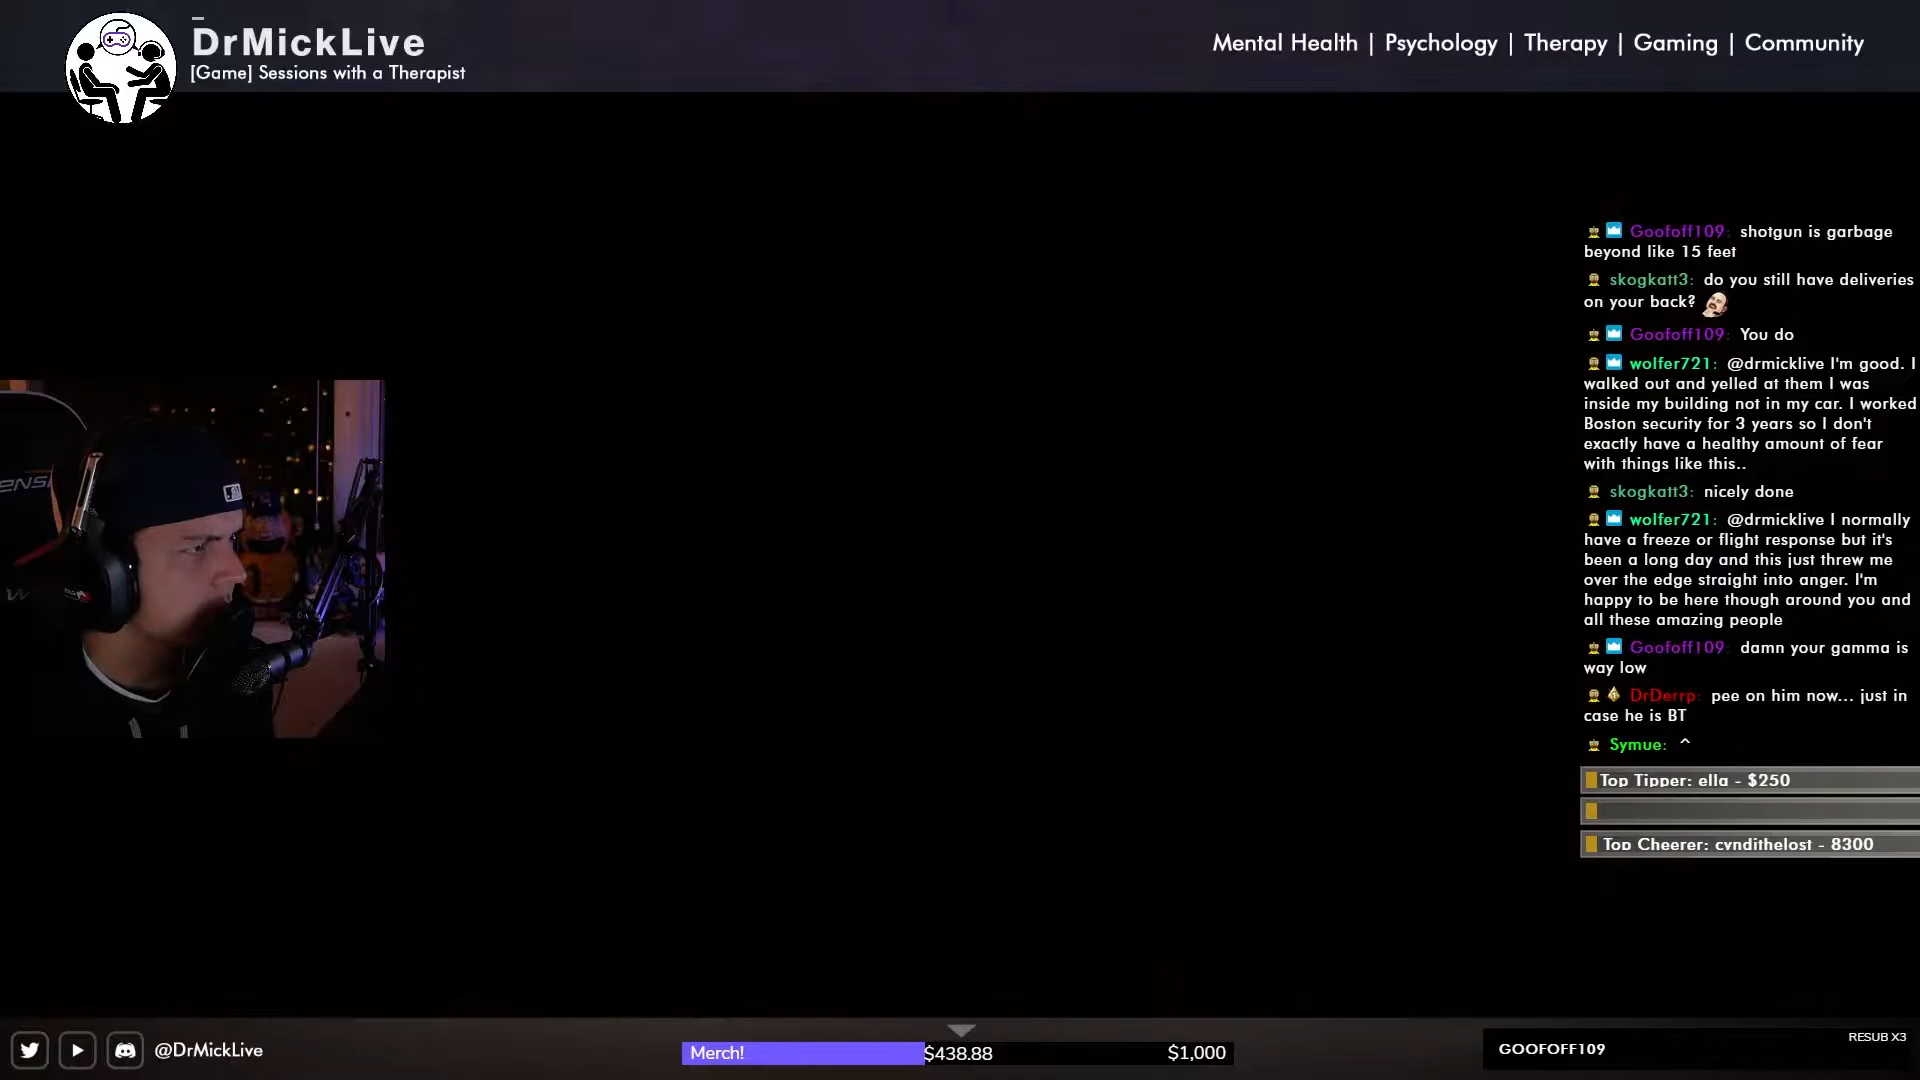 DrMickLive
[Game] Sessions with a Therapist
Mental Health | Psychology | Therapy | Gaming | Community
Goofoff109: shotgun is garbage
beyond like 15 feet
skogkatt3: do you still have deliveries
on your back?
Goofoff109: You do
wolfer721: @drmicklive I'm good. I
walked out and yelled at them I was
inside my building not in my car. I worked
Boston security for 3 years so I don't
exactly have a healthy amount of fear
with things like this..
skogkatt3: nicely done
wolfer721: @drmicklive I normally
have a freeze or flight response but it's
been a long day and this just threw me
over the edge straight into anger. I'm
happy to be here though around you and
all these amazing people
Goofoff109: damn your gamma is
way low
DrDerrp: pee on him now... just in
case he is BT
Symue: ^
Top Tipper: ella - $250
Top Cheerer: cyndithelost - 8300
@DrMickLive
Merch!
$438.88
$1,000
GOOFOFF109
RESUB X3